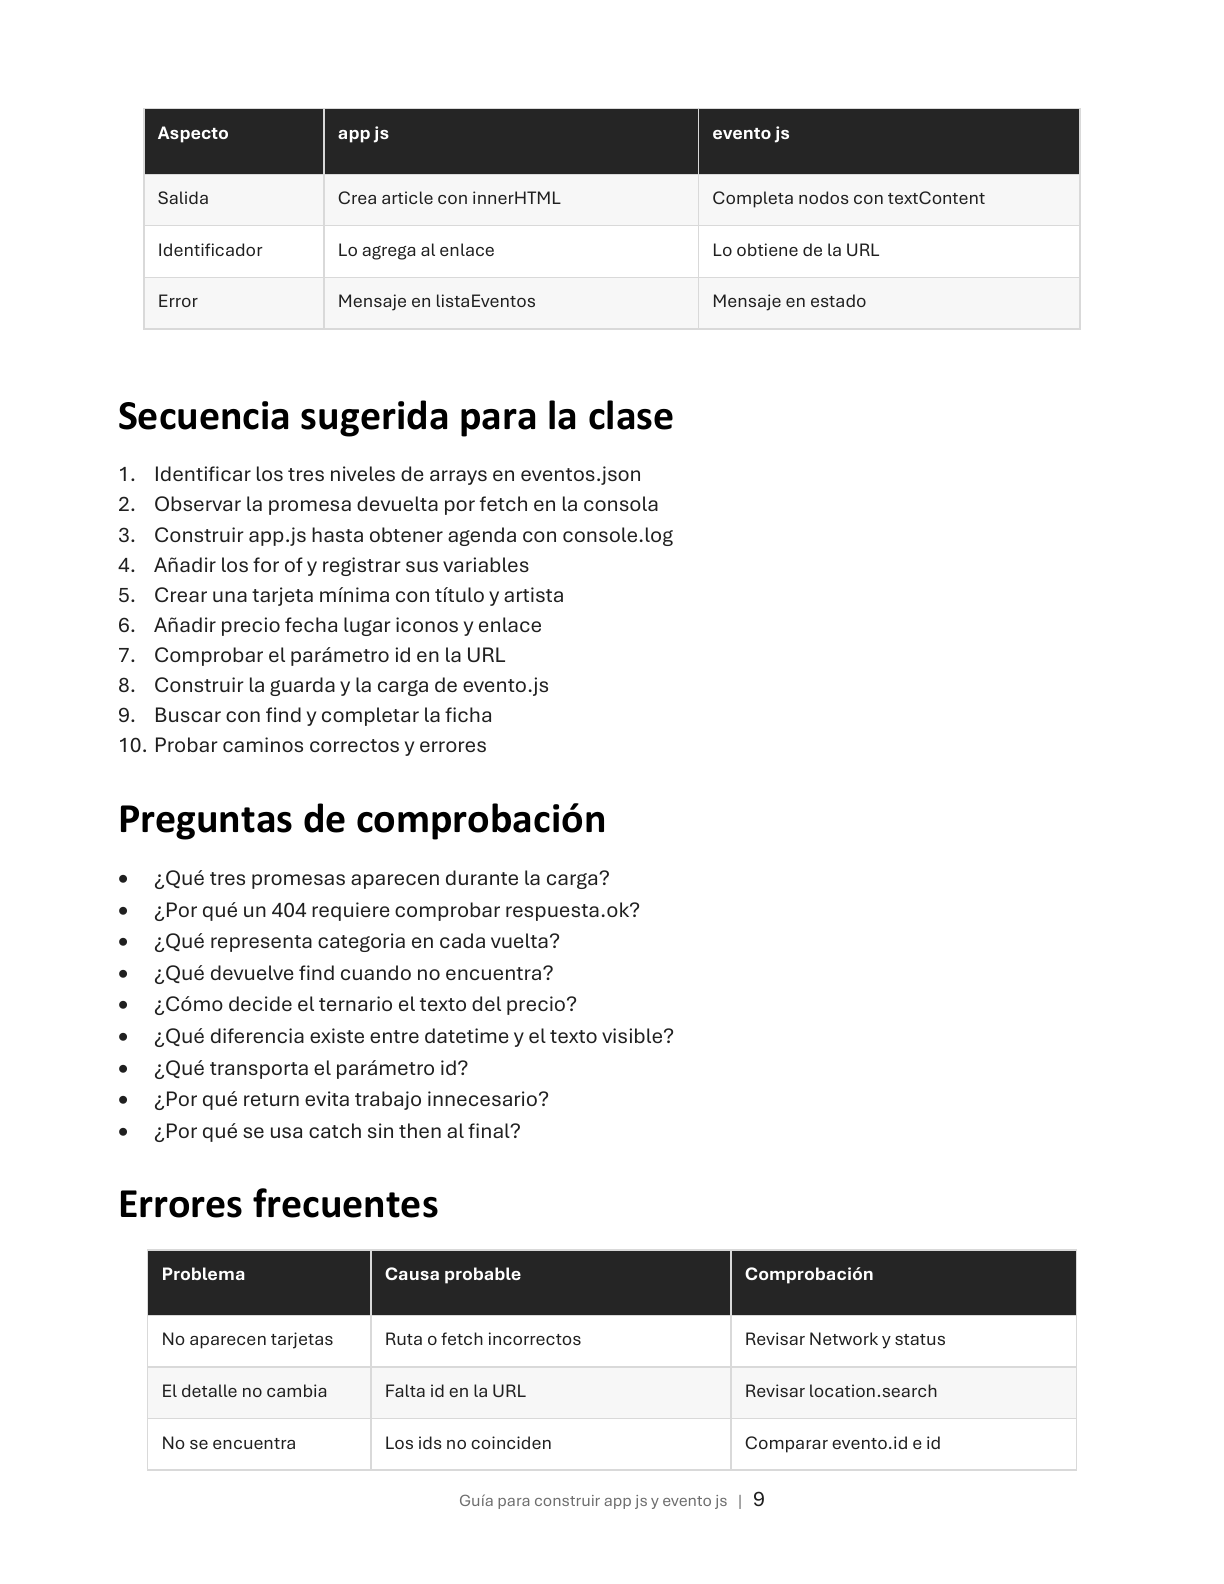 Aspecto app js evento js
Salida Crea article con innerHTML Completa nodos con textContent
Identificador Lo agrega al enlace Lo obtiene de la URL
Error Mensaje en listaEventos Mensaje en estado
Secuencia sugerida para la clase
1. Identificar los tres niveles de arrays en eventos.json
2. Observar la promesa devuelta por fetch en la consola
3. Construir app.js hasta obtener agenda con console.log
4. Añadir los for of y registrar sus variables
5. Crear una tarjeta mínima con título y artista
6. Añadir precio fecha lugar iconos y enlace
7. Comprobar el parámetro id en la URL
8. Construir la guarda y la carga de evento.js
9. Buscar con find y completar la ficha
10. Probar caminos correctos y errores
Preguntas de comprobación
• ¿Qué tres promesas aparecen durante la carga?
• ¿Por qué un 404 requiere comprobar respuesta.ok?
• ¿Qué representa categoria en cada vuelta?
• ¿Qué devuelve find cuando no encuentra?
• ¿Cómo decide el ternario el texto del precio?
• ¿Qué diferencia existe entre datetime y el texto visible?
• ¿Qué transporta el parámetro id?
• ¿Por qué return evita trabajo innecesario?
• ¿Por qué se usa catch sin then al final?
Errores frecuentes
Problema Causa probable Comprobación
No aparecen tarjetas Ruta o fetch incorrectos Revisar Network y status
El detalle no cambia Falta id en la URL Revisar location.search
No se encuentra Los ids no coinciden Comparar evento.id e id
Guía para construir app js y evento js | 9